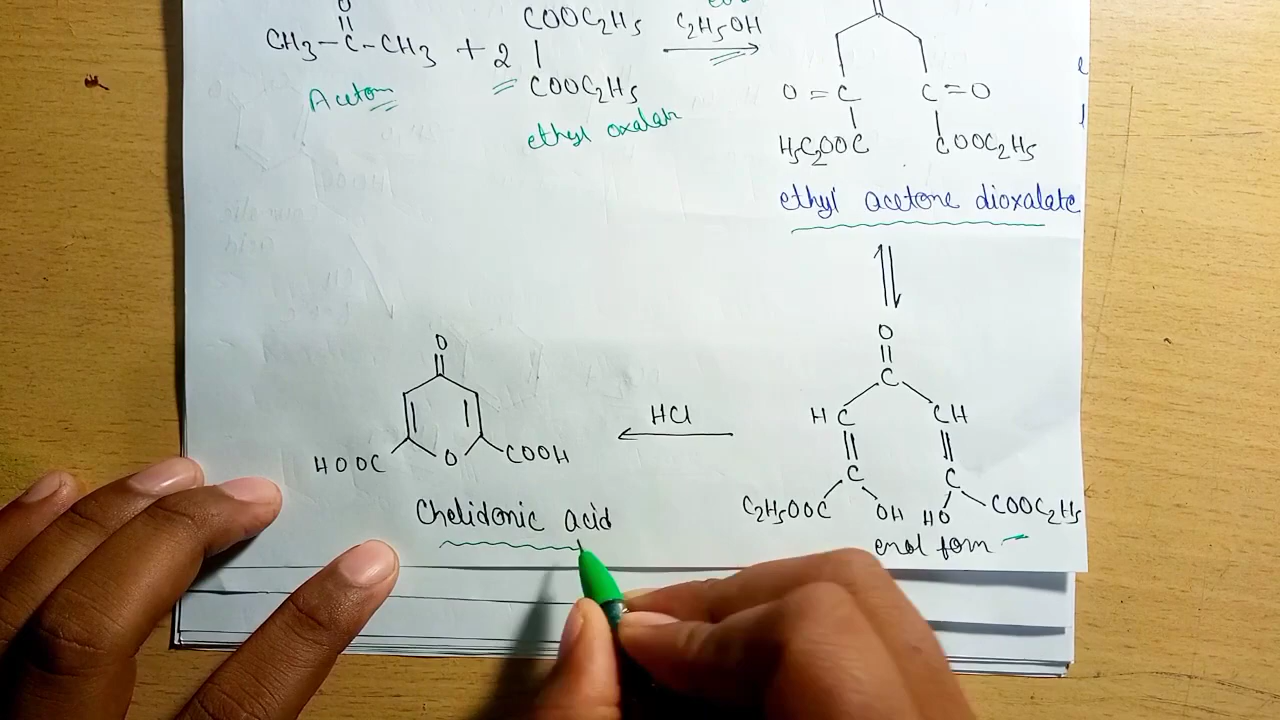 O
CH3-C-CH3 + 2
COOC2H5
COOC2H5
C2H5OH
Aceton
ethyl oxalate
O=C
C=O
H5C2OOC
COOC2H5
ethyl acetone dioxalate
O
C
HC
CH
C
C
C2H5OOC
OH
HO
COOC2H5
enol form
HCl
O
HOOC
O
COOH
Chelidonic acid